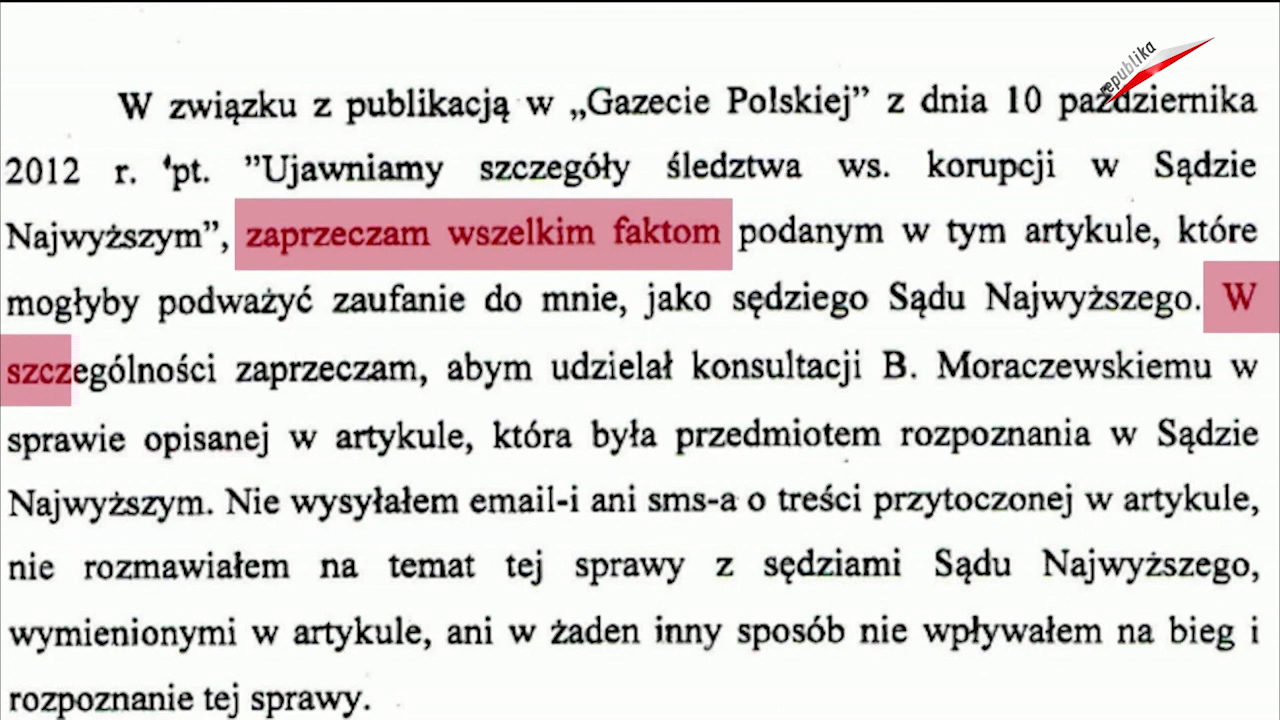 republika
W związku z publikacją w „Gazecie Polskiej” z dnia 10 października
2012 r. pt. ”Ujawniamy szczegóły śledztwa ws. korupcji w Sądzie
Najwyższym”, zaprzeczam wszelkim faktom podanym w tym artykule, które
mogłyby podważyć zaufanie do mnie, jako sędziego Sądu Najwyższego. W
szczególności zaprzeczam, abym udzielał konsultacji B. Moraczewskiemu w
sprawie opisanej w artykule, która była przedmiotem rozpoznania w Sądzie
Najwyższym. Nie wysyłałem email-i ani sms-a o treści przytoczonej w artykule,
nie rozmawiałem na temat tej sprawy z sędziami Sądu Najwyższego,
wymienionymi w artykule, ani w żaden inny sposób nie wpływałem na bieg i
rozpoznanie tej sprawy.